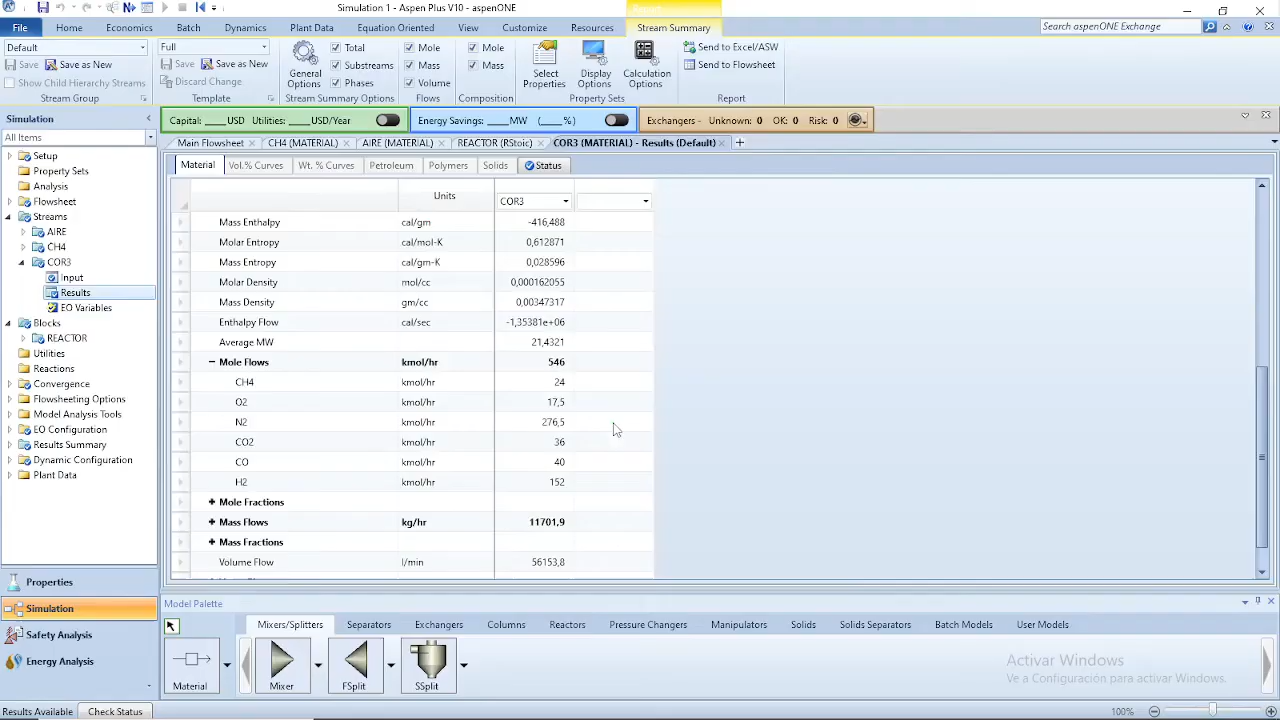 Simulation 1 - Aspen Plus V10 - aspenONE
Report
File Home Economics Batch Dynamics Plant Data Equation Oriented View Customize Resources Stream Summary Search aspenONE Exchange
Default Full Total Mole Mole Send to Excel/ASW
Save Save as New Save Save as New Substreams Mass Mass Send to Flowsheet
Show Child Hierarchy Streams Discard Change General Options Phases Volume Select Properties Display Options Calculation Options
Stream Group Template Stream Summary Options Flows Composition Property Sets Report
Simulation Capital: ____ USD Utilities: ____ USD/Year Energy Savings: ____ MW (____%) Exchangers - Unknown: 0 OK: 0 Risk: 0
All Items Main Flowsheet CH4 (MATERIAL) AIRE (MATERIAL) REACTOR (RStoic) COR3 (MATERIAL) - Results (Default)
Material Vol.% Curves Wt. % Curves Petroleum Polymers Solids Status
Setup
Property Sets
Analysis
Flowsheet
Streams
AIRE
CH4
COR3
Input
Results
EO Variables
Blocks
REACTOR
Utilities
Reactions
Convergence
Flowsheeting Options
Model Analysis Tools
EO Configuration
Results Summary
Dynamic Configuration
Plant Data
Properties
Simulation
Safety Analysis
Energy Analysis
Units COR3
Mass Enthalpy cal/gm -416,488
Molar Entropy cal/mol-K 0,612871
Mass Entropy cal/gm-K 0,028596
Molar Density mol/cc 0,000162055
Mass Density gm/cc 0,00347317
Enthalpy Flow cal/sec -1,35381e+06
Average MW 21,4321
Mole Flows kmol/hr 546
CH4 kmol/hr 24
O2 kmol/hr 17,5
N2 kmol/hr 276,5
CO2 kmol/hr 36
CO kmol/hr 40
H2 kmol/hr 152
Mole Fractions
Mass Flows kg/hr 11701,9
Mass Fractions
Volume Flow l/min 56153,8
Model Palette
Mixers/Splitters Separators Exchangers Columns Reactors Pressure Changers Manipulators Solids Solids Separators Batch Models User Models
Material Mixer FSplit SSplit
Activar Windows
Ve a Configuración para activar Windows.
Results Available Check Status 100%